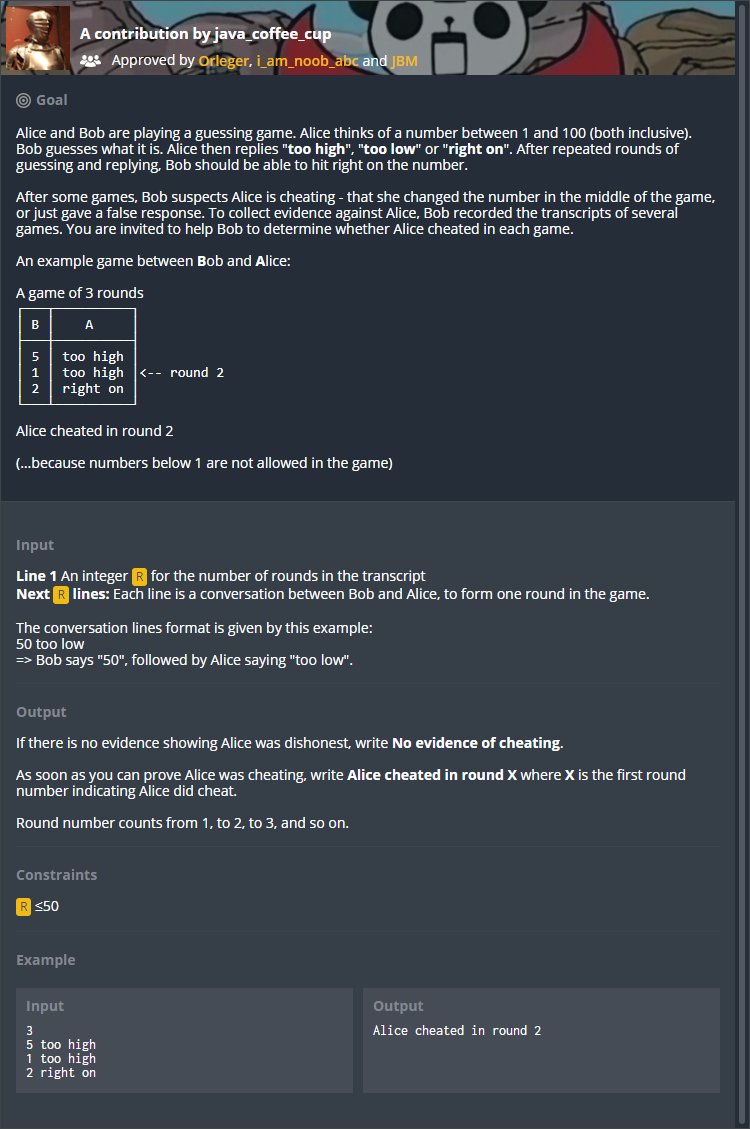 A contribution by java_coffee_cup
Approved by Orleger, i_am_noob_abc and JBM
Goal
Alice and Bob are playing a guessing game. Alice thinks of a number between 1 and 100 (both inclusive).
Bob guesses what it is. Alice then replies "too high", "too low" or "right on". After repeated rounds of
guessing and replying, Bob should be able to hit right on the number.
After some games, Bob suspects Alice is cheating - that she changed the number in the middle of the game,
or just gave a false response. To collect evidence against Alice, Bob recorded the transcripts of several
games. You are invited to help Bob to determine whether Alice cheated in each game.
An example game between Bob and Alice:
A game of 3 rounds
B A
5 too high
1 too high <-- round 2
2 right on
Alice cheated in round 2
(...because numbers below 1 are not allowed in the game)
Input
Line 1 An integer R for the number of rounds in the transcript
Next R lines: Each line is a conversation between Bob and Alice, to form one round in the game.
The conversation lines format is given by this example:
50 too low
=> Bob says "50", followed by Alice saying "too low".
Output
If there is no evidence showing Alice was dishonest, write No evidence of cheating.
As soon as you can prove Alice was cheating, write Alice cheated in round X where X is the first round
number indicating Alice did cheat.
Round number counts from 1, to 2, to 3, and so on.
Constraints
R ≤50
Example
Input
3
5 too high
1 too high
2 right on
Output
Alice cheated in round 2